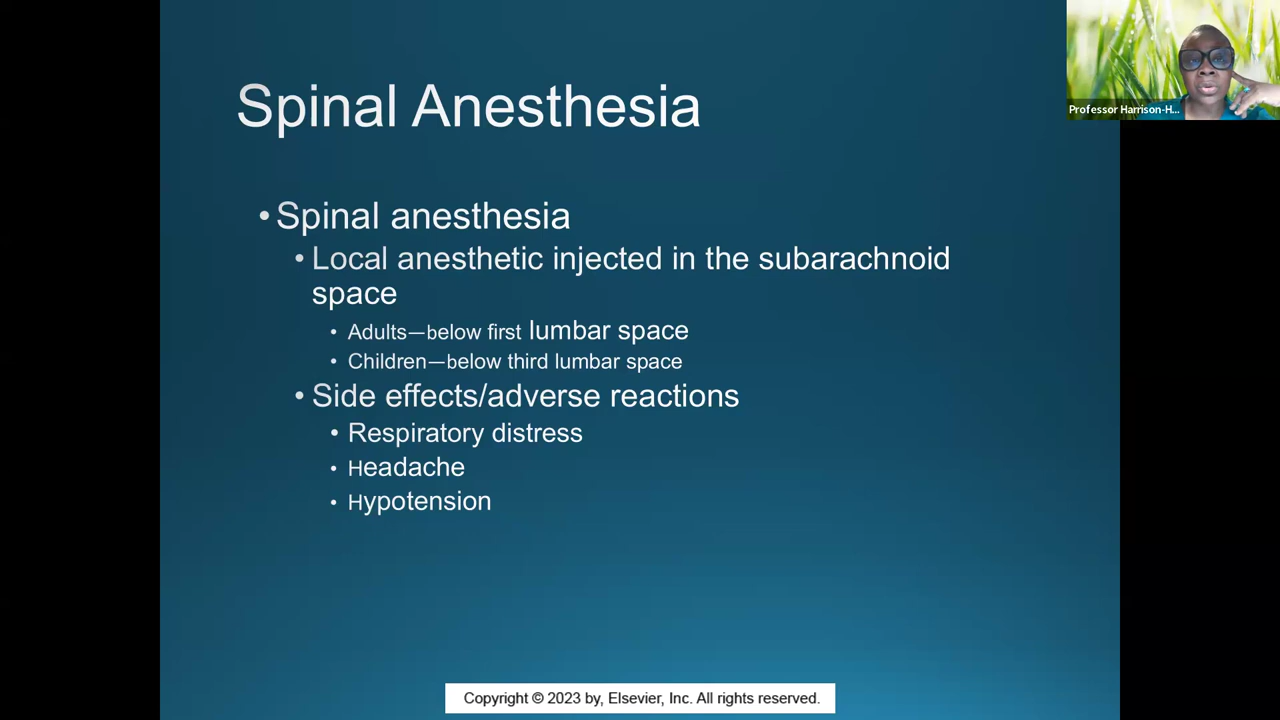 Professor Harrison-H...
Spinal Anesthesia
• Spinal anesthesia
• Local anesthetic injected in the subarachnoid
space
• Adults—below first lumbar space
• Children—below third lumbar space
• Side effects/adverse reactions
• Respiratory distress
• Headache
• Hypotension
Copyright © 2023 by, Elsevier, Inc. All rights reserved.